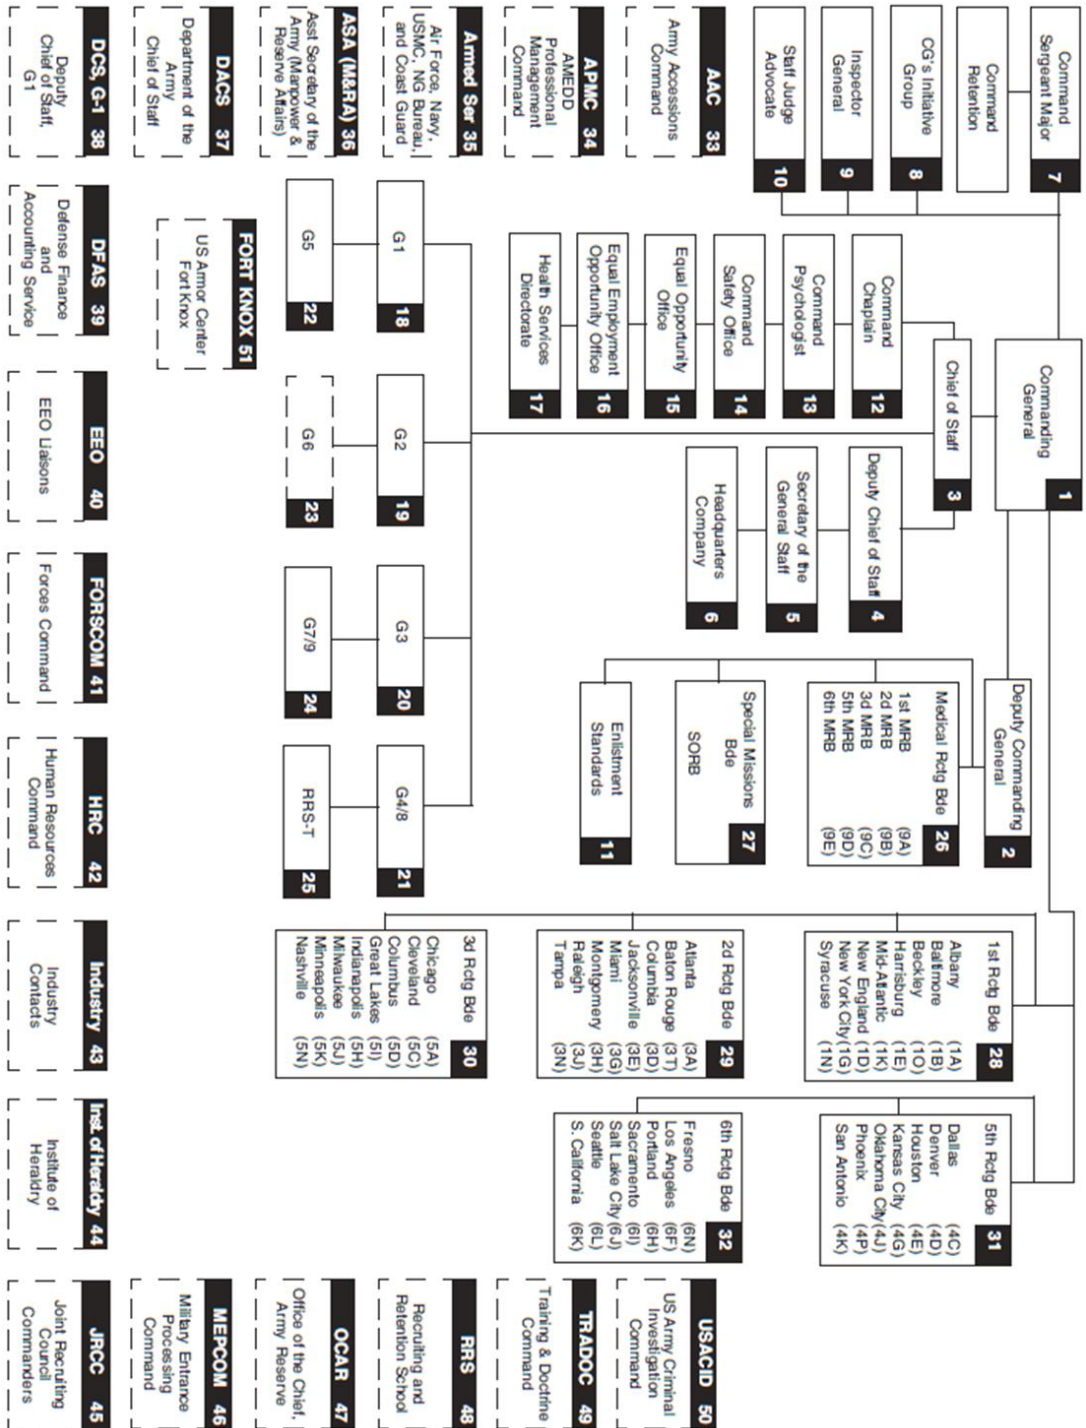 Commanding
General
1
Deputy Commanding
General
2
Chief of Staff
3
Deputy Chief of Staff
4
Secretary of the
General Staff
5
Headquarters
Company
6
Command
Sergeant Major
7
Command
Retention
CG's Initiative
Group
8
Inspector
General
9
Staff Judge
Advocate
10
Command
Chaplain
12
Command
Psychologist
13
Command
Safety Office
14
Equal Opportunity
Office
15
Equal Employment
Opportunity Office
16
Health Services
Directorate
17
Medical Rctg Bde
26
1st MRB (9A)
2d MRB (9B)
3d MRB (9C)
5th MRB (9D)
6th MRB (9E)
Special Missions
Bde
27
SORB
Enlistment
Standards
11
1st Rctg Bde
28
Albany (1A)
Baltimore (1B)
Beckley (1O)
Harrisburg (1E)
Mid-Atlantic (1K)
New England (1D)
New York City (1G)
Syracuse (1N)
2d Rctg Bde
29
Atlanta (3A)
Baton Rouge (3T)
Columbia (3D)
Jacksonville (3E)
Miami (3G)
Montgomery (3H)
Raleigh (3J)
Tampa (3N)
3d Rctg Bde
30
Chicago (5A)
Cleveland (5C)
Columbus (5D)
Great Lakes (5I)
Indianapolis (5H)
Milwaukee (5J)
Minneapolis (5K)
Nashville (5N)
5th Rctg Bde
31
Dallas (4C)
Denver (4D)
Houston (4E)
Kansas City (4G)
Oklahoma City (4J)
Phoenix (4P)
San Antonio (4K)
6th Rctg Bde
32
Fresno (6N)
Los Angeles (6F)
Portland (6H)
Sacramento (6I)
Salt Lake City (6J)
Seattle (6L)
S. California (6K)
G1
18
G2
19
G3
20
G4/8
21
G5
22
G6
23
G7/9
24
RRS-T
25
AAC 33
Army Accessions
Command
APMC 34
AMEDD
Professional
Management
Command
Armed Ser 35
Air Force, Navy,
USMC, NG Bureau,
and Coast Guard
ASA (M&RA) 36
Asst Secretary of the
Army (Manpower &
Reserve Affairs)
DACS 37
Department of the
Army
Chief of Staff
DCS, G-1 38
Deputy
Chief of Staff,
G1
DFAS 39
Defense Finance
and
Accounting Service
EEO 40
EEO Liaisons
FORSCOM 41
Forces Command
HRC 42
Human Resources
Command
Industry 43
Industry
Contacts
Inst. of Heraldry 44
Institute of
Heraldry
JRCC 45
Joint Recruiting
Council
Commanders
MEPCOM 46
Military Entrance
Processing
Command
OCAR 47
Office of the Chief,
Army Reserve
RRS 48
Recruiting and
Retention School
TRADOC 49
Training & Doctrine
Command
USACID 50
US Army Criminal
Investigation
Command
FORT KNOX 51
US Armor Center
Fort Knox